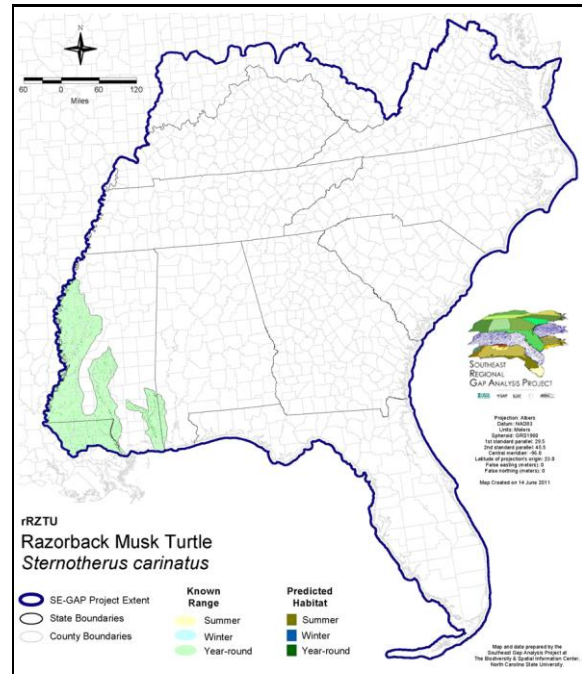 N
60 30 0 60 120
Miles
SOUTHEAST
REGIONAL
GAP ANALYSIS PROJECT
Projection: Albers
Datum: NAD83
Units: Meters
Spheroid: GRS1980
1st standard parallel: 29.5
2nd standard parallel: 45.5
Central meridian: -96.0
Latitude of projection's origin: 23.0
False easting (meters): 0
False northing (meters): 0
Map Created on 14 June 2011
rRZTU
Razorback Musk Turtle
Sternotherus carinatus
SE-GAP Project Extent
State Boundaries
County Boundaries
Known
Range
Summer
Winter
Year-round
Predicted
Habitat
Summer
Winter
Year-round
Map and data prepared by the
Southeast Gap Analysis Project at
The Biodiversity & Spatial Information Center,
North Carolina State University.